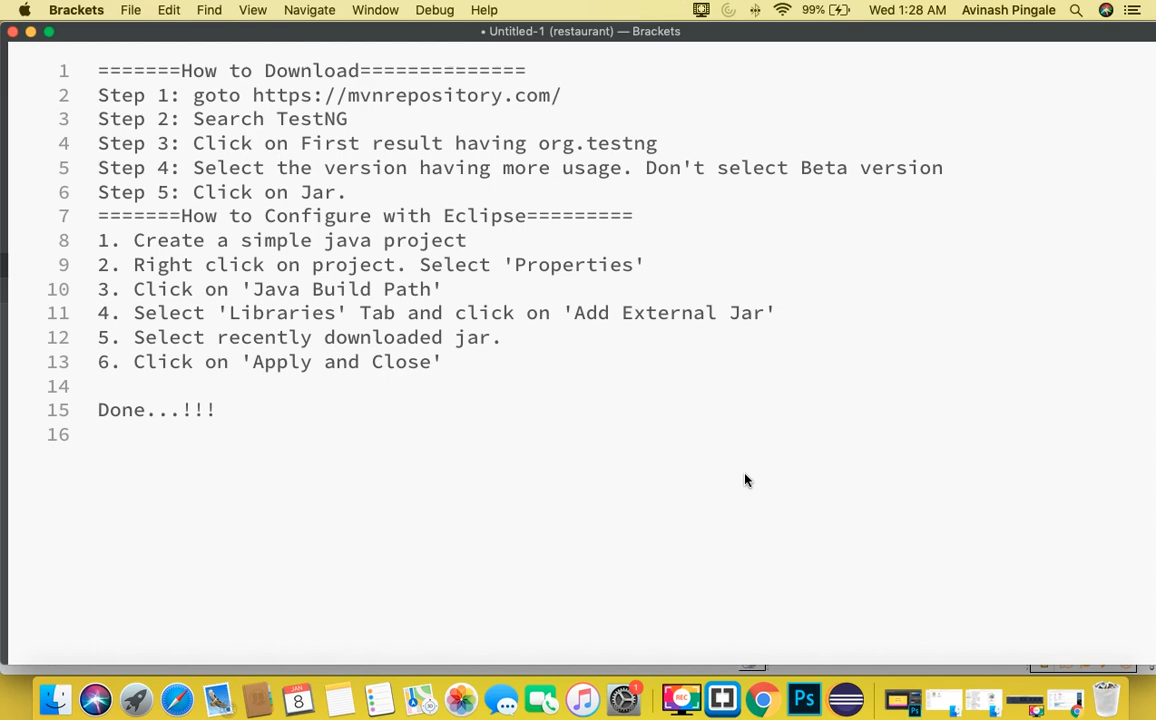 Brackets File Edit Find View Navigate Window Debug Help 99% Wed 1:28 AM Avinash Pingale
• Untitled-1 (restaurant) — Brackets
1 =======How to Download==============
2 Step 1: goto https://mvnrepository.com/
3 Step 2: Search TestNG
4 Step 3: Click on First result having org.testng
5 Step 4: Select the version having more usage. Don't select Beta version
6 Step 5: Click on Jar.
7 =======How to Configure with Eclipse=========
8 1. Create a simple java project
9 2. Right click on project. Select 'Properties'
10 3. Click on 'Java Build Path'
11 4. Select 'Libraries' Tab and click on 'Add External Jar'
12 5. Select recently downloaded jar.
13 6. Click on 'Apply and Close'
14
15 Done...!!!
16
JAN 8 1 REC Ps